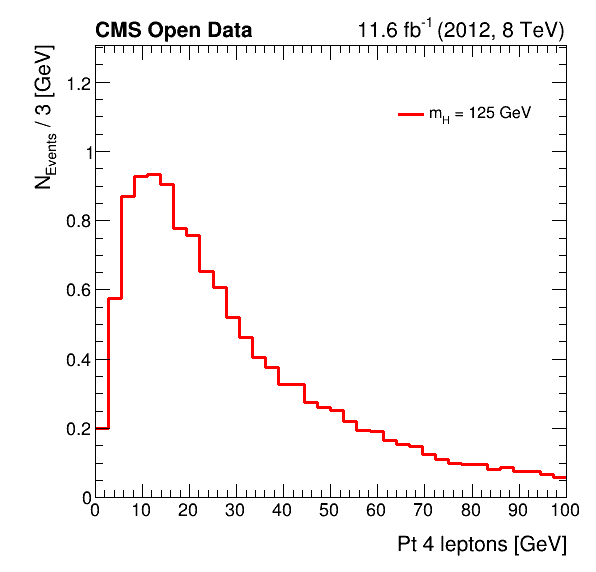 CMS Open Data 11.6 fb⁻¹ (2012, 8 TeV)
N_Events / 3 [GeV]
m_H = 125 GeV
1.2
1
0.8
0.6
0.4
0.2
0
0 10 20 30 40 50 60 70 80 90 100
Pt 4 leptons [GeV]